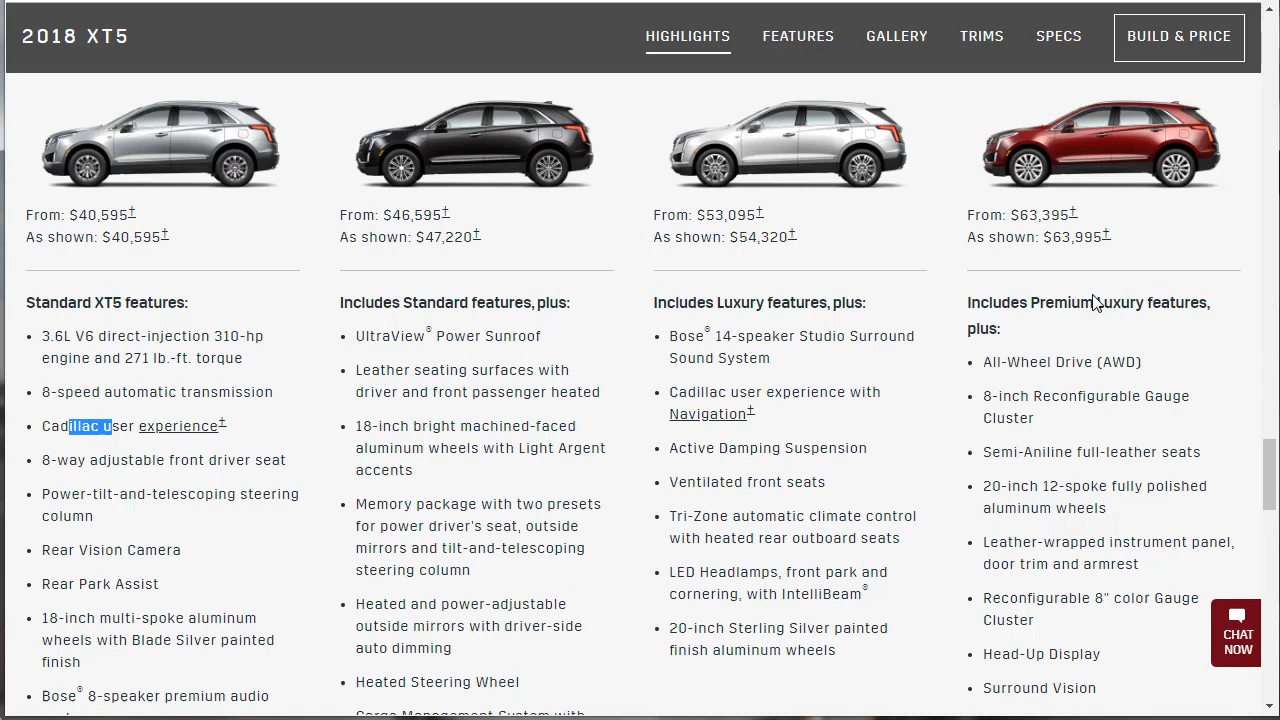 2018 XT5
HIGHLIGHTS
FEATURES
GALLERY
TRIMS
SPECS
BUILD & PRICE
From: $40,595†
As shown: $40,595†
Standard XT5 features:
• 3.6L V6 direct-injection 310-hp
engine and 271 lb.-ft. torque
• 8-speed automatic transmission
• Cadillac user experience†
• 8-way adjustable front driver seat
• Power-tilt-and-telescoping steering
column
• Rear Vision Camera
• Rear Park Assist
• 18-inch multi-spoke aluminum
wheels with Blade Silver painted
finish
• Bose® 8-speaker premium audio
From: $46,595†
As shown: $47,220†
Includes Standard features, plus:
• UltraView® Power Sunroof
• Leather seating surfaces with
driver and front passenger heated
• 18-inch bright machined-faced
aluminum wheels with Light Argent
accents
• Memory package with two presets
for power driver's seat, outside
mirrors and tilt-and-telescoping
steering column
• Heated and power-adjustable
outside mirrors with driver-side
auto dimming
• Heated Steering Wheel
Cargo Management System with
From: $53,095†
As shown: $54,320†
Includes Luxury features, plus:
• Bose® 14-speaker Studio Surround
Sound System
• Cadillac user experience with
Navigation†
• Active Damping Suspension
• Ventilated front seats
• Tri-Zone automatic climate control
with heated rear outboard seats
• LED Headlamps, front park and
cornering, with IntelliBeam®
• 20-inch Sterling Silver painted
finish aluminum wheels
From: $63,395†
As shown: $63,995†
Includes Premium Luxury features,
plus:
• All-Wheel Drive (AWD)
• 8-inch Reconfigurable Gauge
Cluster
• Semi-Aniline full-leather seats
• 20-inch 12-spoke fully polished
aluminum wheels
• Leather-wrapped instrument panel,
door trim and armrest
• Reconfigurable 8" color Gauge
Cluster
• Head-Up Display
• Surround Vision
CHAT
NOW